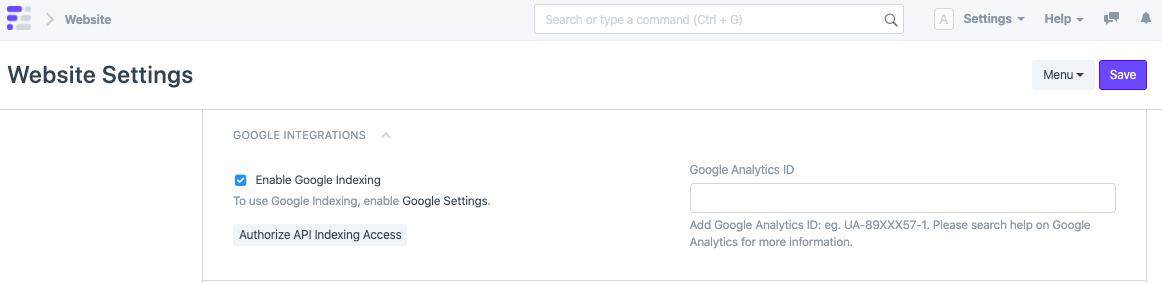 Website
Search or type a command (Ctrl + G)
A
Settings
Help
Website Settings
Menu
Save
GOOGLE INTEGRATIONS
Enable Google Indexing
To use Google Indexing, enable Google Settings.
Authorize API Indexing Access
Google Analytics ID
Add Google Analytics ID: eg. UA-89XXX57-1. Please search help on Google
Analytics for more information.